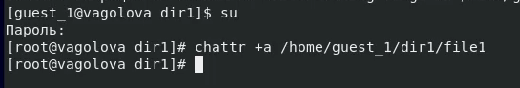 [guest_1@vagolova dir1]$ su
Пароль:
[root@vagolova dir1]# chattr +a /home/guest_1/dir1/file1
[root@vagolova dir1]#